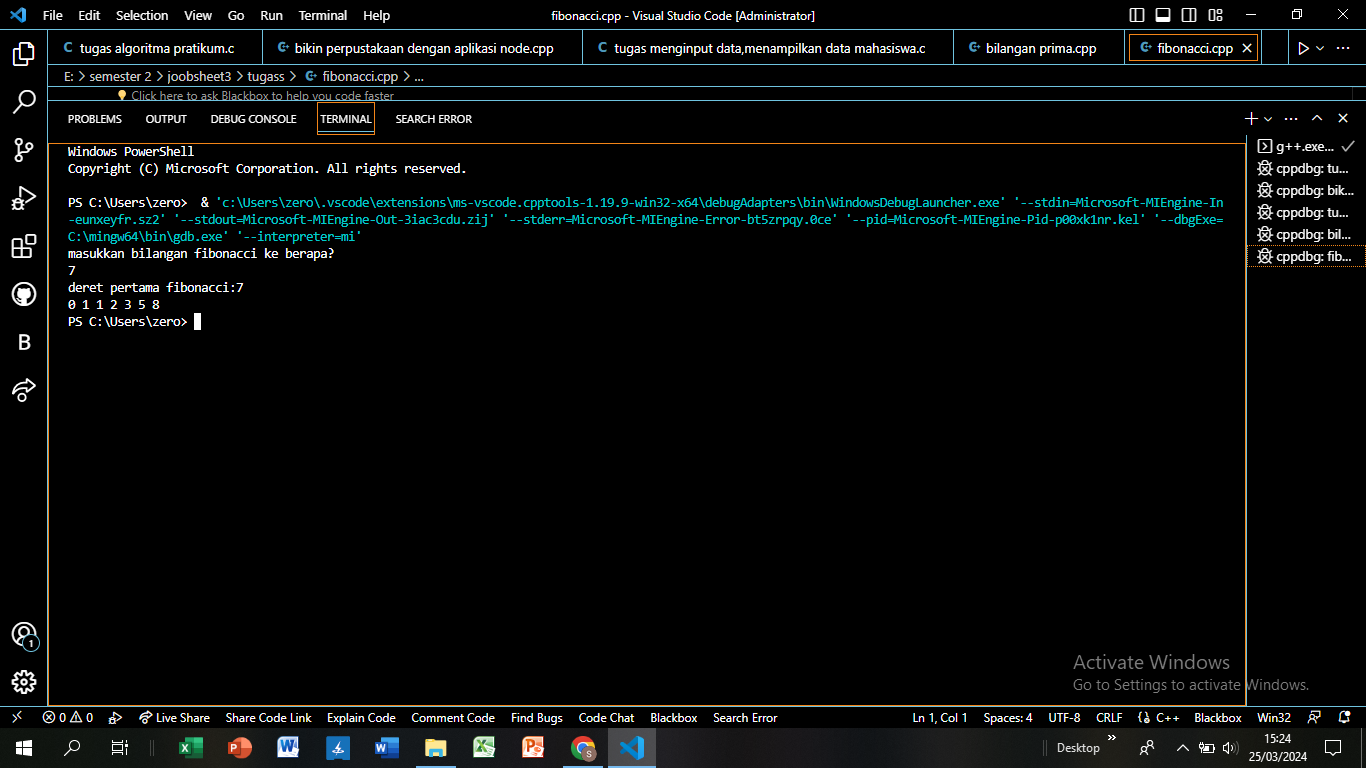 File Edit Selection View Go Run Terminal Help
fibonacci.cpp - Visual Studio Code [Administrator]
tugas algoritma pratikum.c
bikin perpustakaan dengan aplikasi node.cpp
tugas menginput data,menampilkan data mahasiswa.c
bilangan prima.cpp
fibonacci.cpp
E: > semester 2 > joobsheet3 > tugass > fibonacci.cpp > ...
Click here to ask Blackbox to help you code faster
PROBLEMS OUTPUT DEBUG CONSOLE TERMINAL SEARCH ERROR
Windows PowerShell
Copyright (C) Microsoft Corporation. All rights reserved.
PS C:\Users\zero> & 'c:\Users\zero\.vscode\extensions\ms-vscode.cpptools-1.19.9-win32-x64\debugAdapters\bin\WindowsDebugLauncher.exe' '--stdin=Microsoft-MIEngine-In
-eunxeyfr.sz2' '--stdout=Microsoft-MIEngine-Out-3iac3cdu.zij' '--stderr=Microsoft-MIEngine-Error-bt5zrpqy.0ce' '--pid=Microsoft-MIEngine-Pid-p00xk1nr.kel' '--dbgExe=
C:\mingw64\bin\gdb.exe' '--interpreter=mi'
masukkan bilangan fibonacci ke berapa?
7
deret pertama fibonacci:7
0 1 1 2 3 5 8
PS C:\Users\zero>
g++.exe...
cppdbg: tu...
cppdbg: bik...
cppdbg: tu...
cppdbg: bil...
cppdbg: fib...
B
1
Activate Windows
Go to Settings to activate Windows.
0 0 Live Share Share Code Link Explain Code Comment Code Find Bugs Code Chat Blackbox Search Error
Ln 1, Col 1 Spaces: 4 UTF-8 CRLF {} C++ Blackbox Win32
Desktop
15:24
25/03/2024